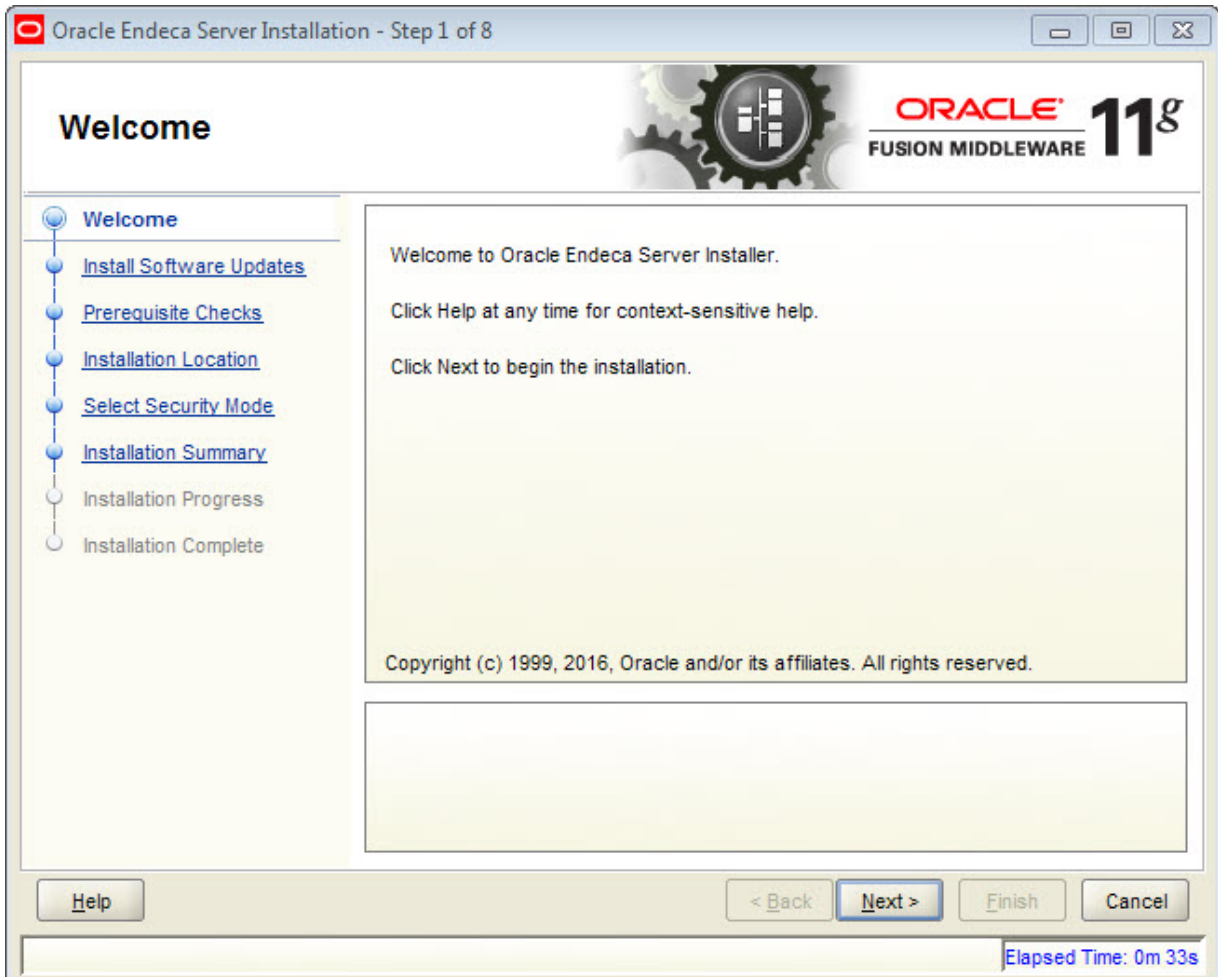 Oracle Endeca Server Installation - Step 1 of 8
Welcome
ORACLE 11g
FUSION MIDDLEWARE
Welcome
Install Software Updates
Prerequisite Checks
Installation Location
Select Security Mode
Installation Summary
Installation Progress
Installation Complete
Welcome to Oracle Endeca Server Installer.
Click Help at any time for context-sensitive help.
Click Next to begin the installation.
Copyright (c) 1999, 2016, Oracle and/or its affiliates. All rights reserved.
Help < Back Next > Finish Cancel
Elapsed Time: 0m 33s